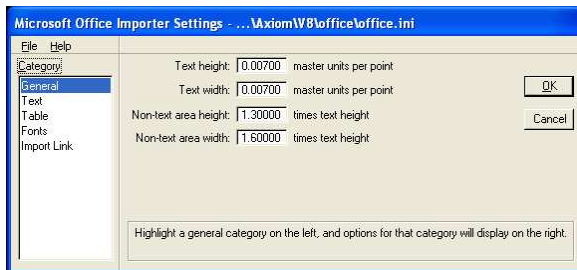 Microsoft Office Importer Settings - ...\Axiom\V8\office\office.ini
File Help
Category
General
Text
Table
Fonts
Import Link
Text height: 0.00700 master units per point
Text width: 0.00700 master units per point
Non-text area height: 1.30000 times text height
Non-text area width: 1.60000 times text height
OK
Cancel
Highlight a general category on the left, and options for that category will display on the right.